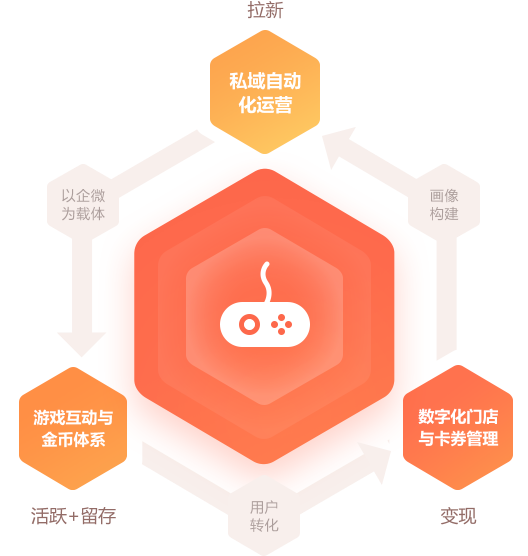 拉新
私域自动
化运营
以企微
为载体
画像
构建
游戏互动与
金币体系
数字化门店
与卡券管理
用户
转化
活跃+留存
变现